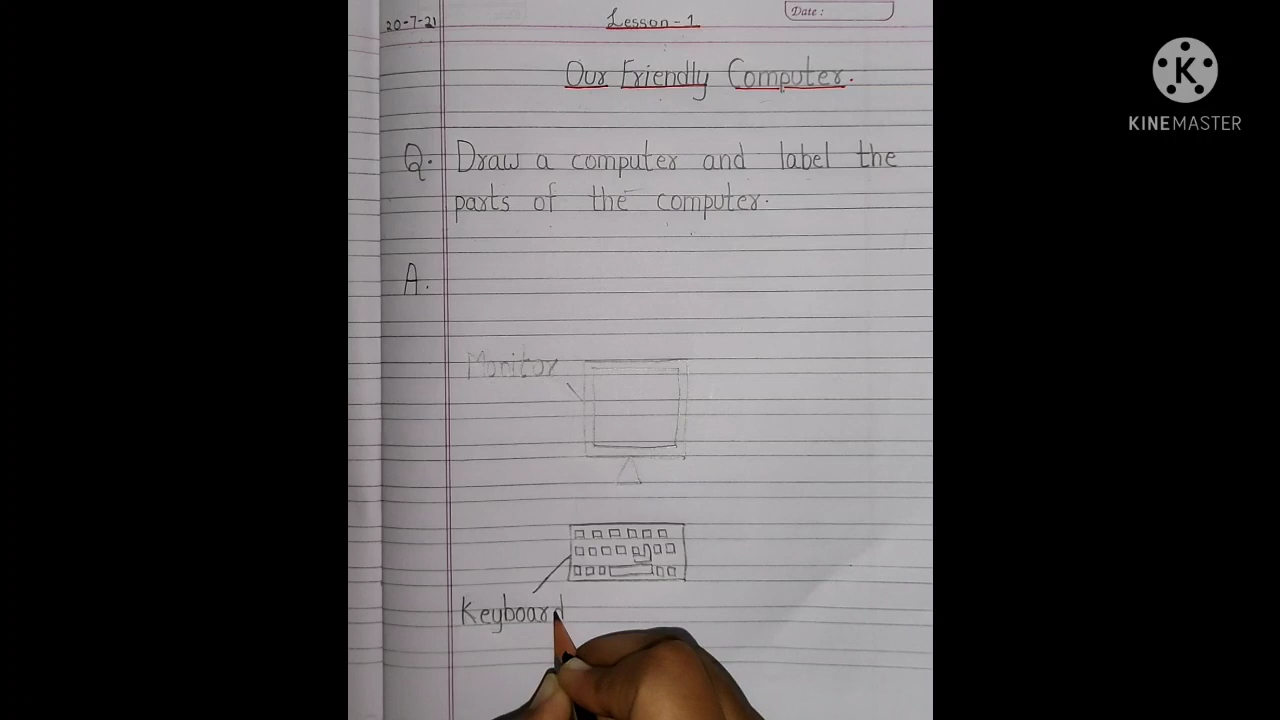 20-7-21
Lesson-1
Date :
Our Friendly Computer.
Q. Draw a computer and label the
parts of the computer.
A.
Monitor
Keyboard
KINEMASTER